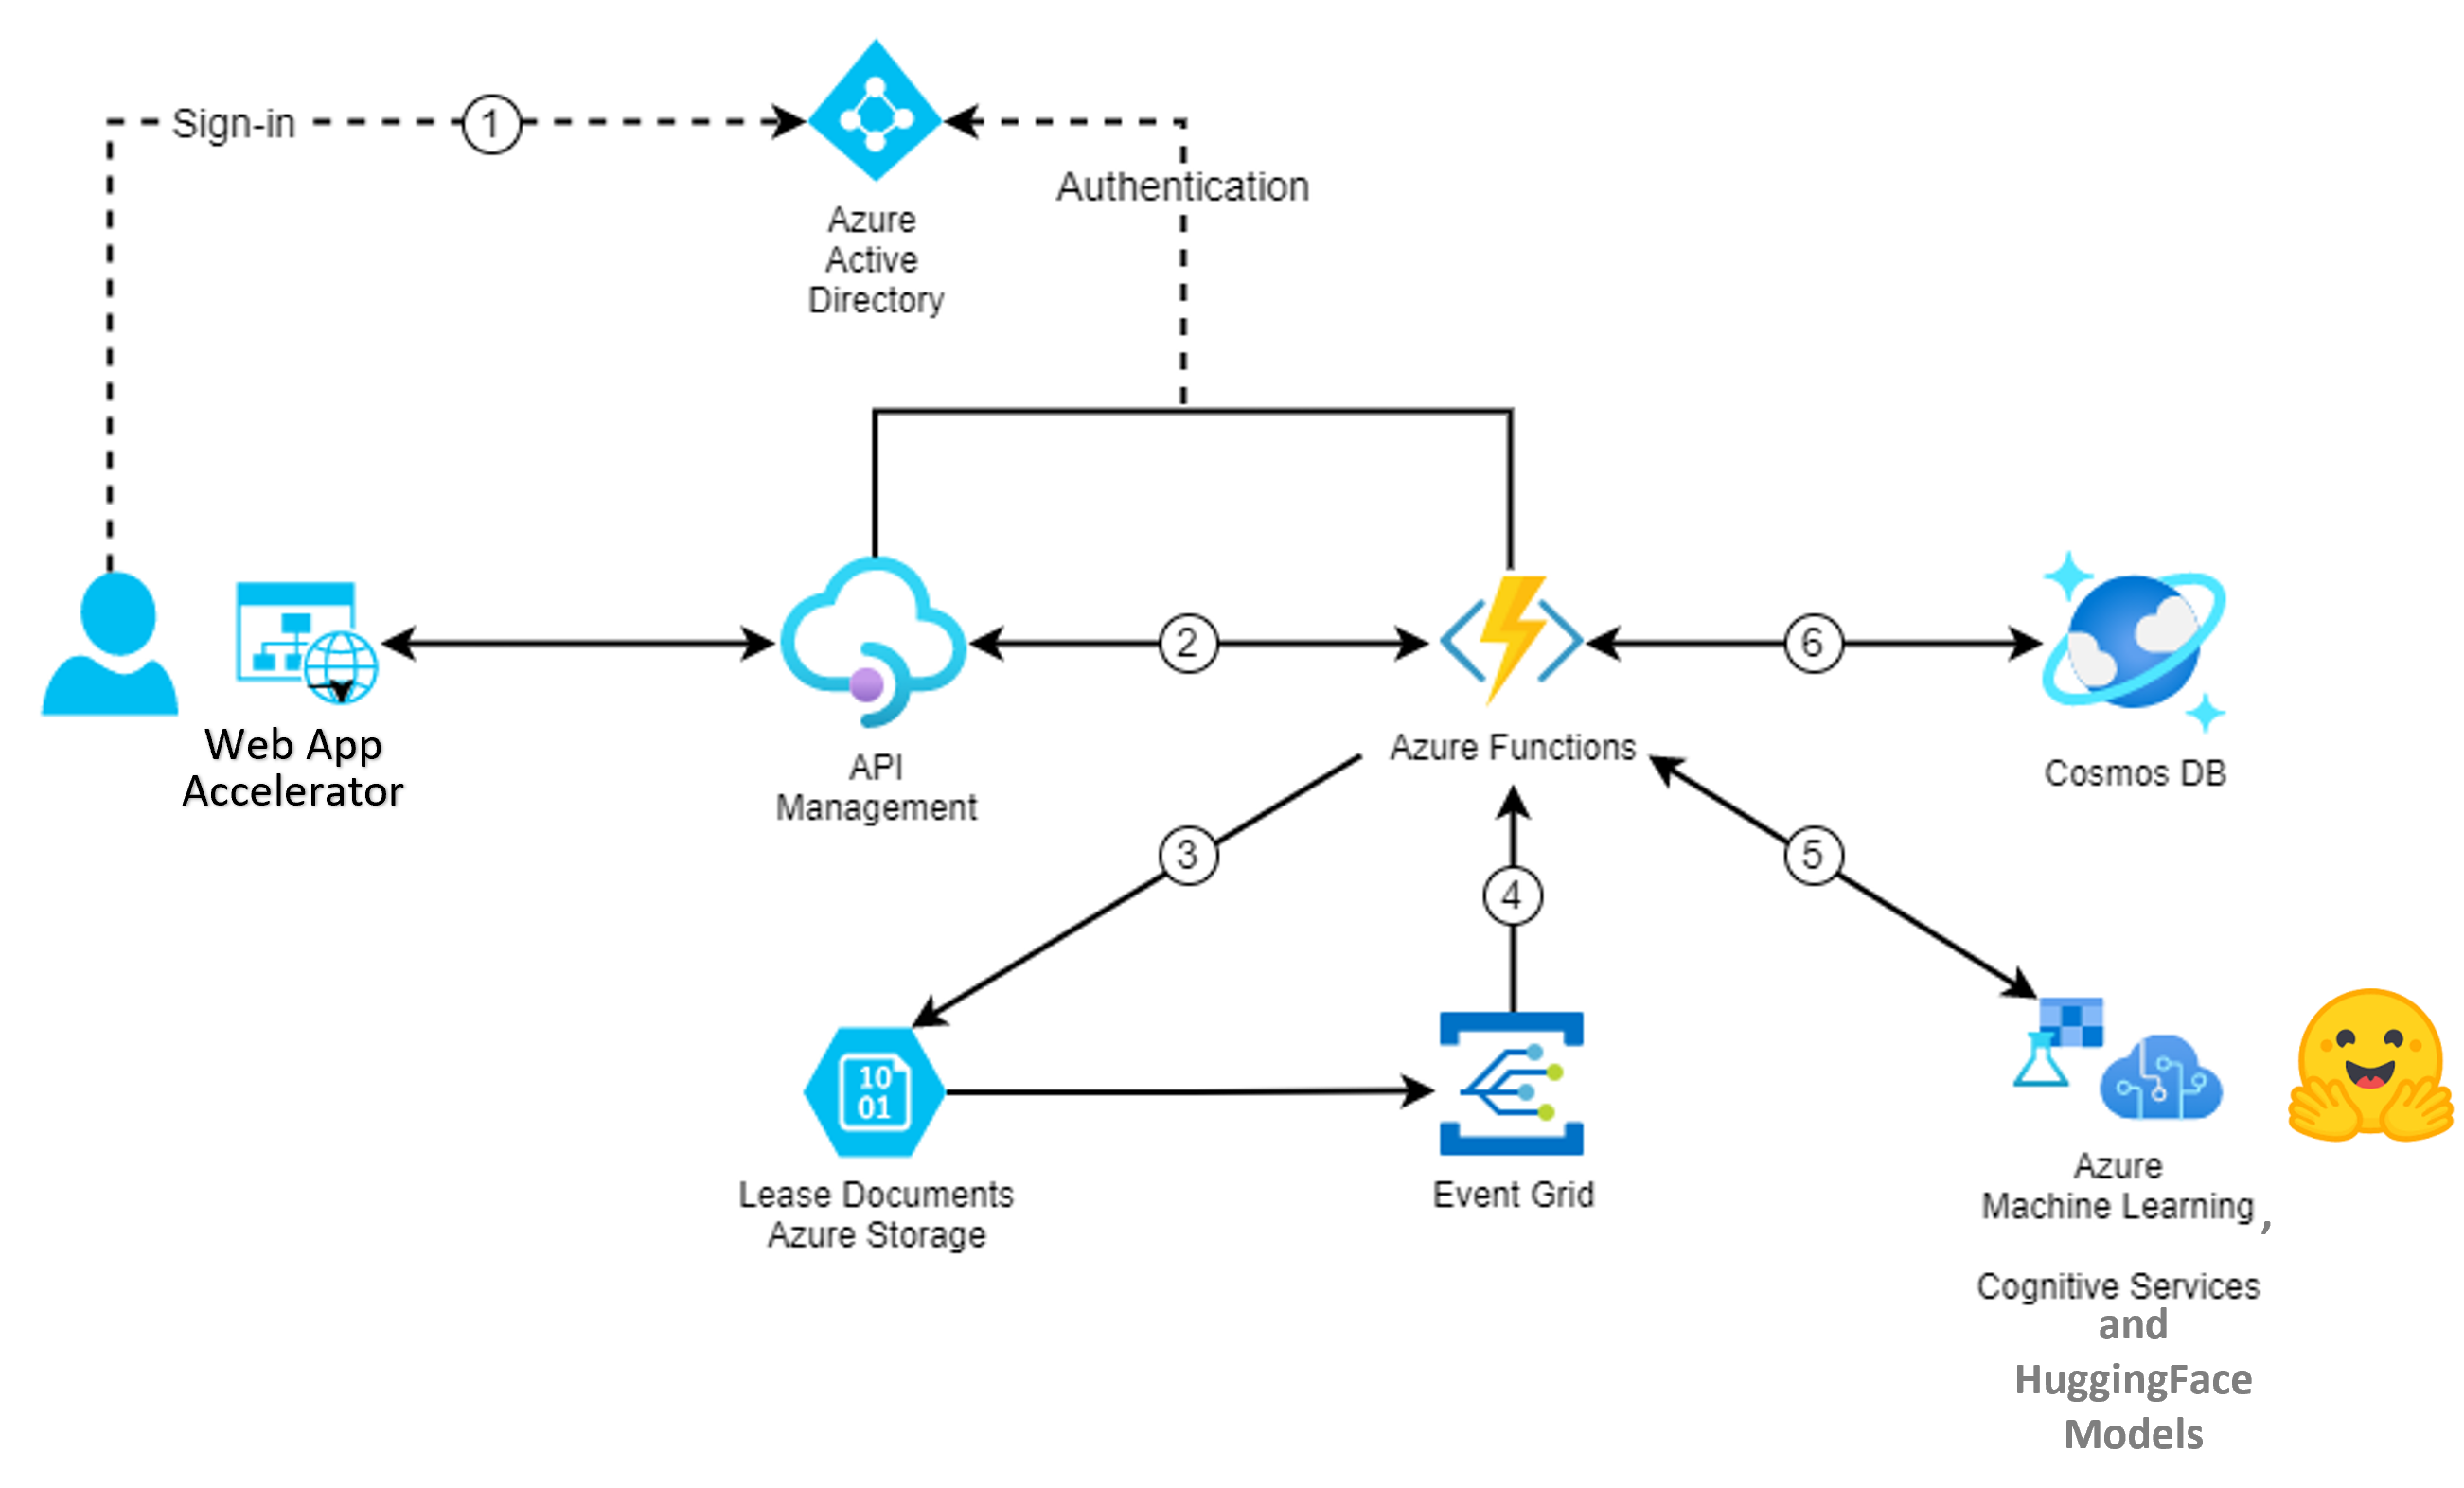 Sign-in
1
Azure
Active
Directory
Authentication
Web App
Accelerator
API
Management
2
Azure Functions
6
Cosmos DB
3
4
5
10
01
Lease Documents
Azure Storage
Event Grid
Azure
Machine Learning ,
Cognitive Services
and
HuggingFace
Models